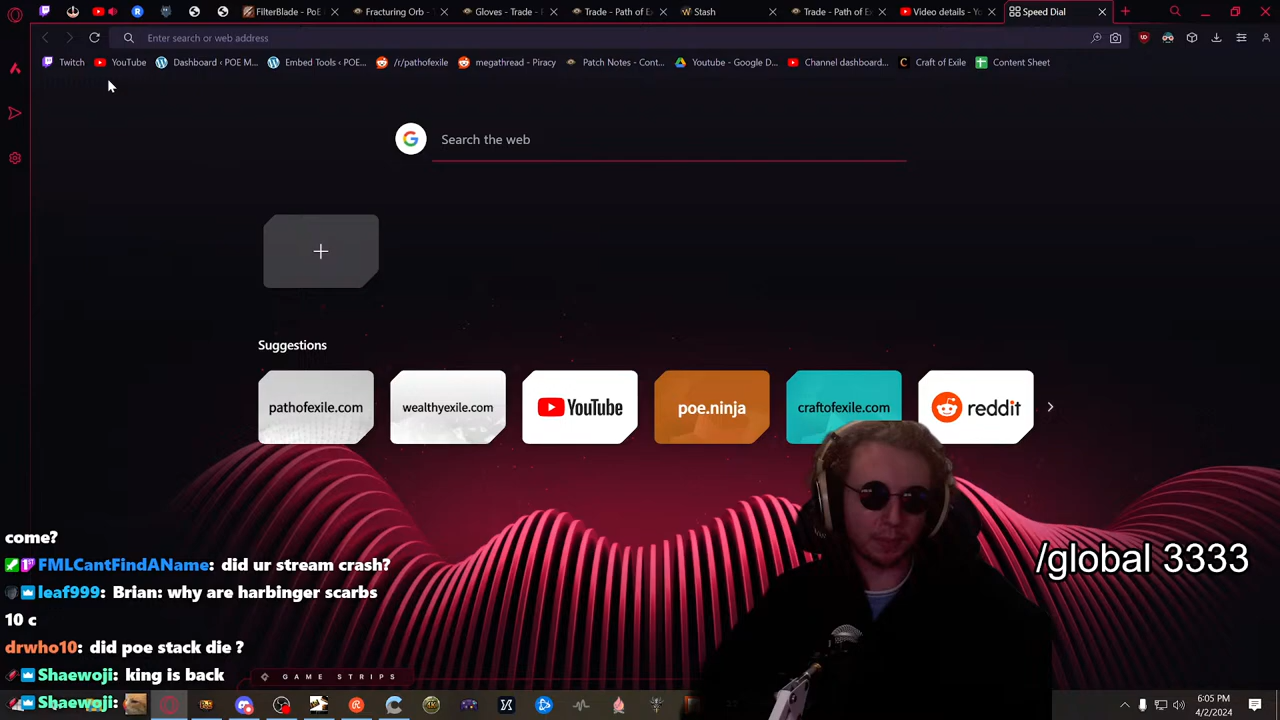 FilterBlade - PoE
Fracturing Orb -
Gloves - Trade -
Trade - Path of E
Stash
Trade - Path of Ex
Video details - Yo
Speed Dial
Enter search or web address
Twitch
YouTube
Dashboard ‹ POE M...
Embed Tools ‹ POE...
/r/pathofexile
megathread - Piracy
Patch Notes - Cont...
Youtube - Google D...
Channel dashboard...
Craft of Exile
Content Sheet
Search the web
Suggestions
pathofexile.com
wealthyexile.com
YouTube
poe.ninja
craftofexile.com
reddit
come?
FMLCantFindAName: did ur stream crash?
leaf999: Brian: why are harbinger scarbs
10 c
drwho10: did poe stack die ?
Shaewoji: king is back
Shaewoji:
/global 3333
GAME STRIPS
6:05 PM
4/2/2024